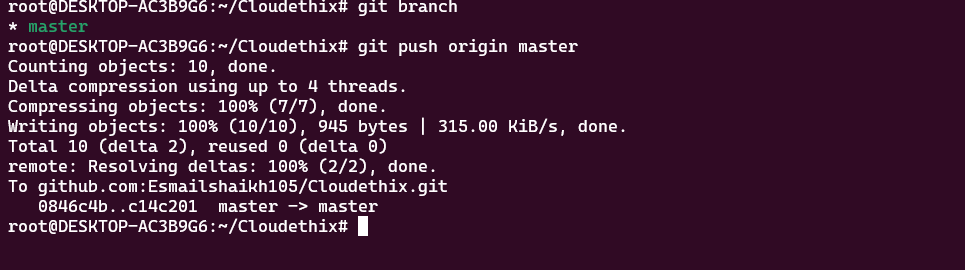 root@DESKTOP-AC3B9G6:~/Cloudethix# git branch
* master
root@DESKTOP-AC3B9G6:~/Cloudethix# git push origin master
Counting objects: 10, done.
Delta compression using up to 4 threads.
Compressing objects: 100% (7/7), done.
Writing objects: 100% (10/10), 945 bytes | 315.00 KiB/s, done.
Total 10 (delta 2), reused 0 (delta 0)
remote: Resolving deltas: 100% (2/2), done.
To github.com:Esmailshaikh105/Cloudethix.git
   0846c4b..c14c201  master -> master
root@DESKTOP-AC3B9G6:~/Cloudethix#